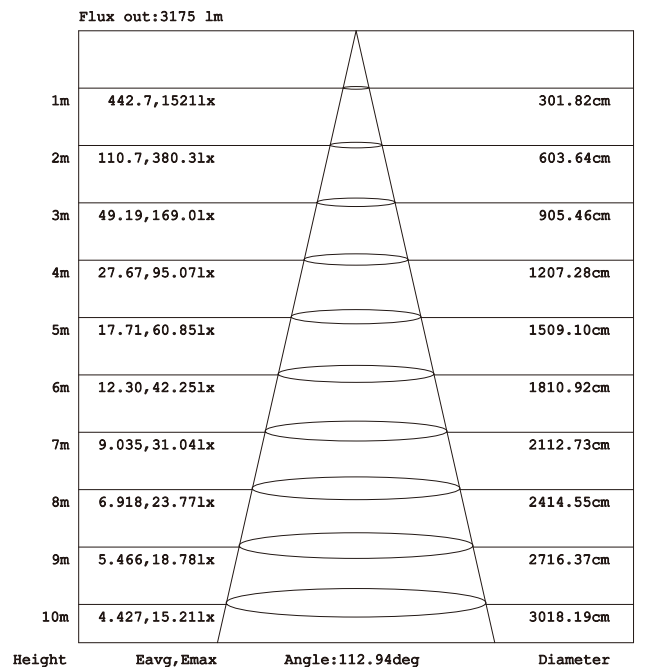 Flux out:3175 lm
1m 442.7,1521lx 301.82cm
2m 110.7,380.3lx 603.64cm
3m 49.19,169.0lx 905.46cm
4m 27.67,95.07lx 1207.28cm
5m 17.71,60.85lx 1509.10cm
6m 12.30,42.25lx 1810.92cm
7m 9.035,31.04lx 2112.73cm
8m 6.918,23.77lx 2414.55cm
9m 5.466,18.78lx 2716.37cm
10m 4.427,15.21lx 3018.19cm
Height Eavg,Emax Angle:112.94deg Diameter